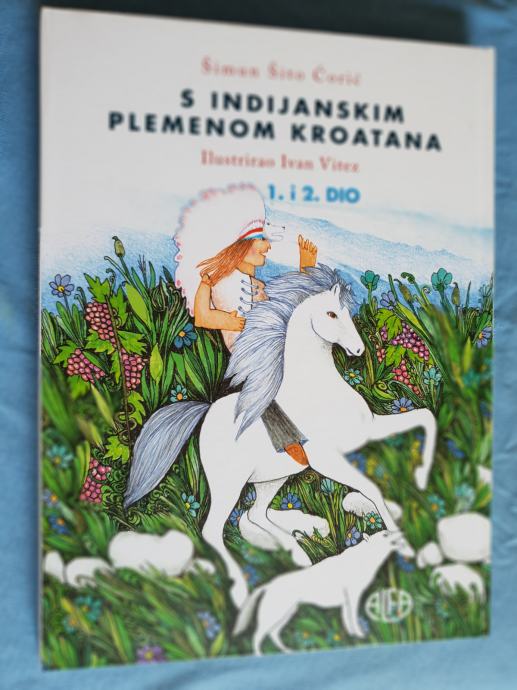 Šimun Šito Ćorić
S INDIJANSKIM
PLEMENOM KROATANA
Ilustrirao Ivan Vitez
1. i 2. DIO
ALFA